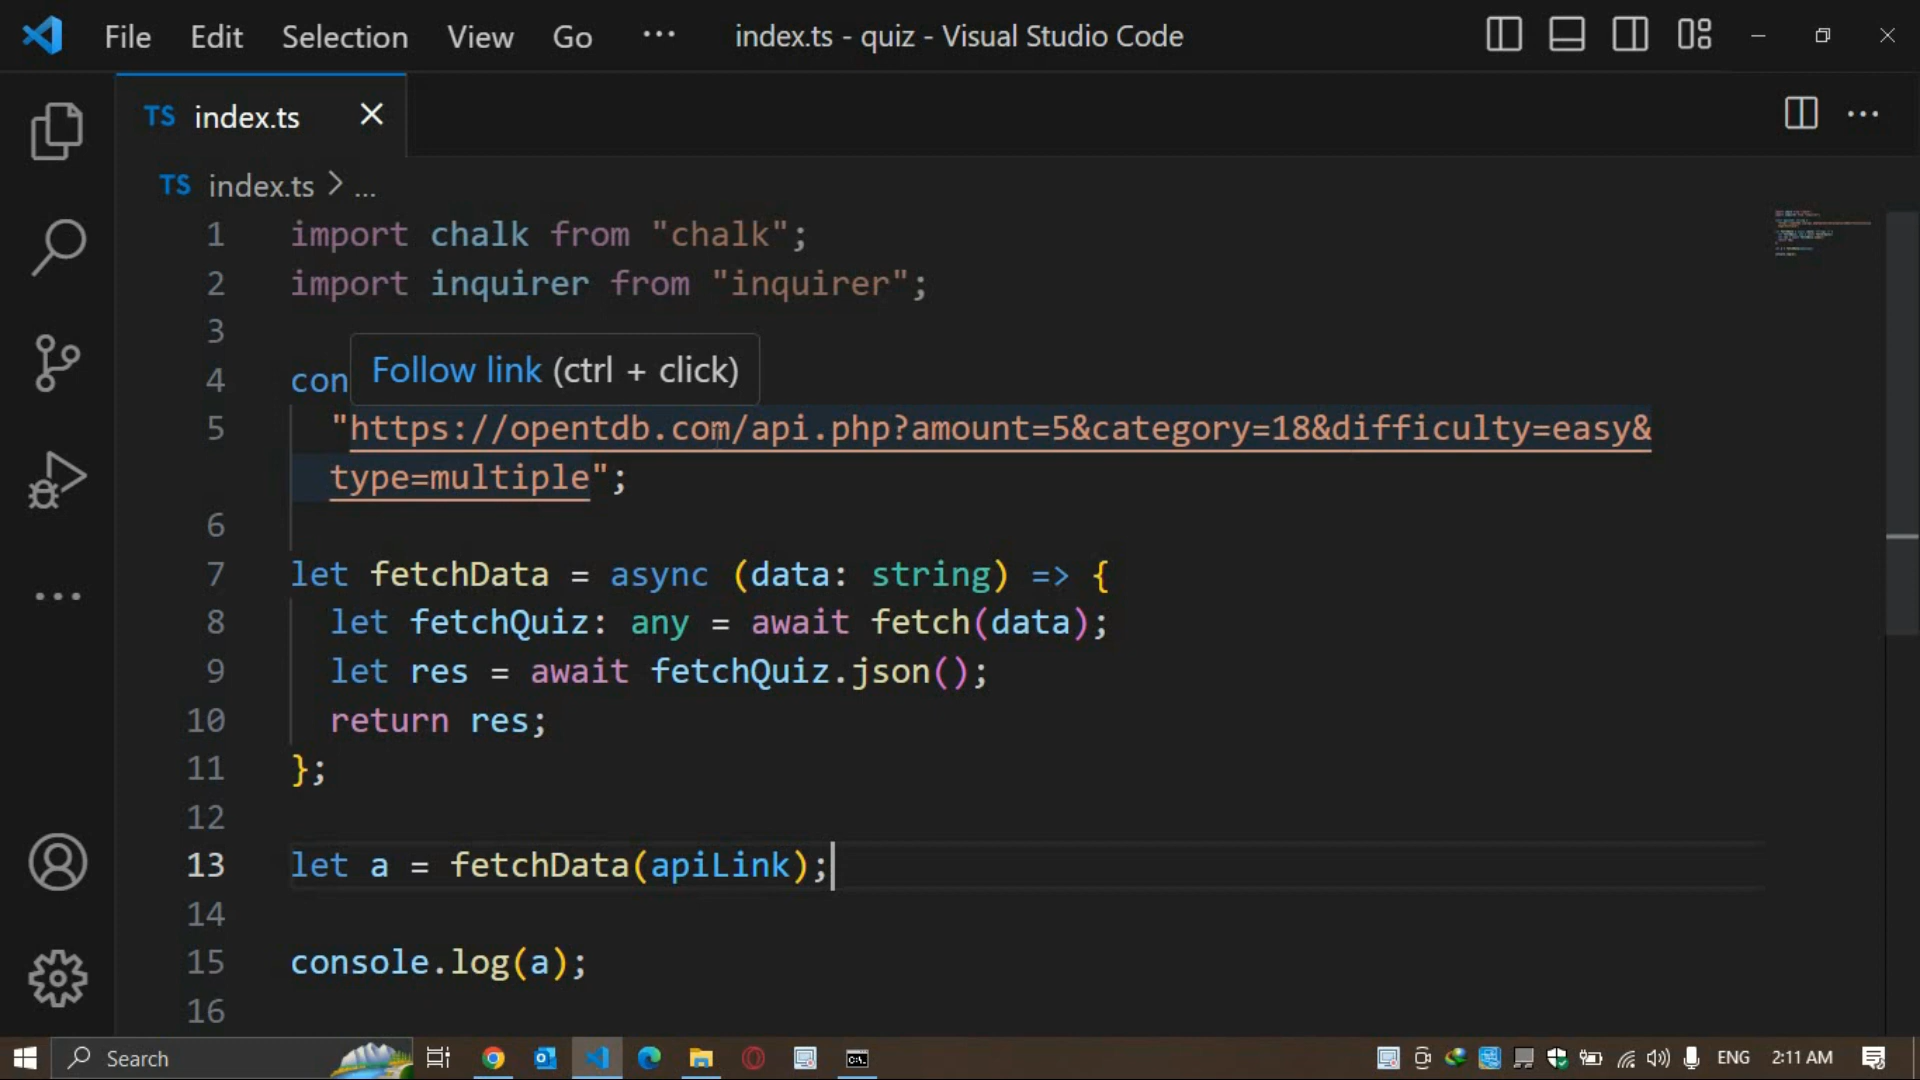 File Edit Selection View Go ··· index.ts - quiz - Visual Studio Code
TS index.ts
TS index.ts > ...
1 import chalk from "chalk";
2 import inquirer from "inquirer";
3
Follow link (ctrl + click)
4 con
5 "https://opentdb.com/api.php?amount=5&category=18&difficulty=easy&
type=multiple";
6
7 let fetchData = async (data: string) => {
8 let fetchQuiz: any = await fetch(data);
9 let res = await fetchQuiz.json();
10 return res;
11 };
12
13 let a = fetchData(apiLink);
14
15 console.log(a);
16
Search ENG 2:11 AM